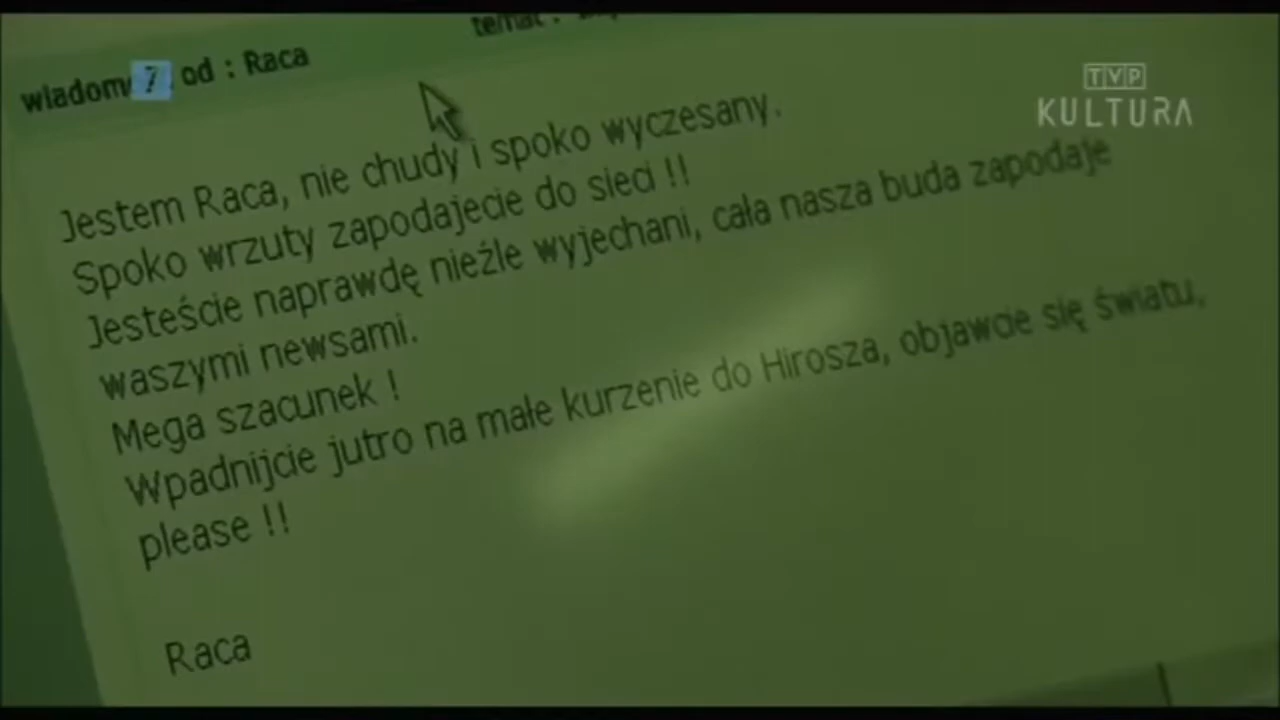 wiadom 7 od : Raca
temat :
TVP
KULTURA
Jestem Raca, nie chudy i spoko wyczesany.
Spoko wrzuty zapodajecie do sieci !!
Jesteście naprawdę nieźle wyjechani, cała nasza buda zapodaje
waszymi newsami.
Mega szacunek !
Wpadnijcie jutro na małe kurzenie do Hirosza, objawcie się światu,
please !!
Raca